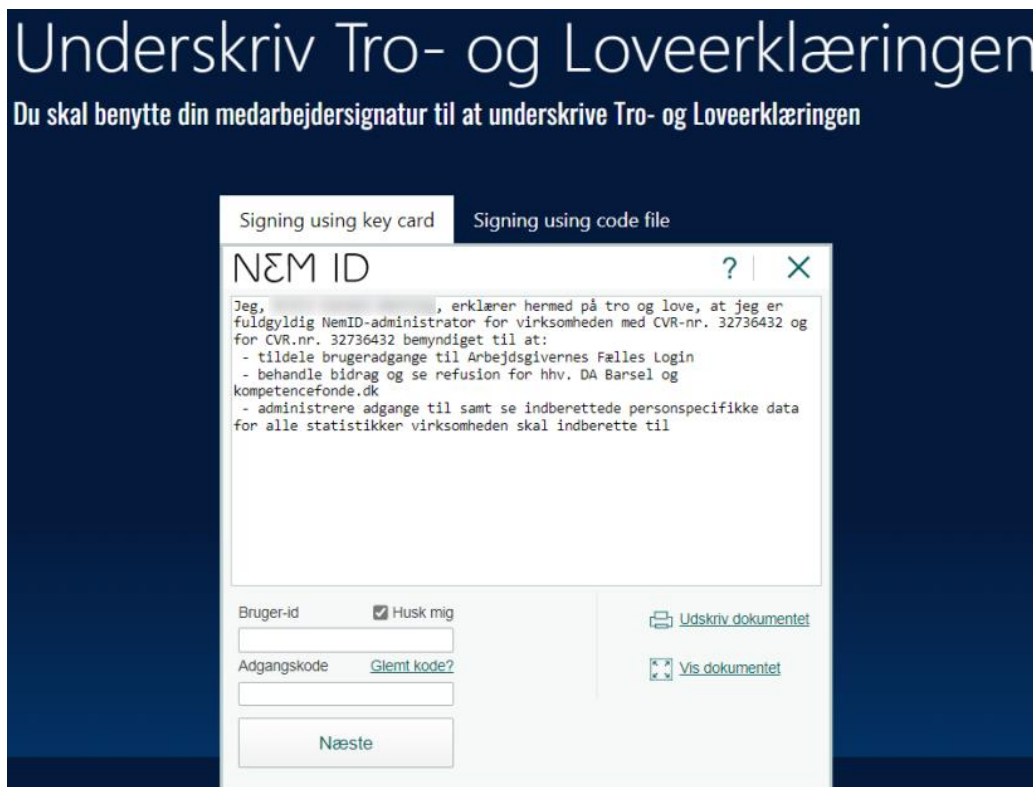 Underskriv Tro- og Loveerklæringen
Du skal benytte din medarbejdersignatur til at underskrive Tro- og Loveerklæringen
Signing using key card
Signing using code file
NEM ID
?
Jeg, , erklærer hermed på tro og love, at jeg er
fuldgyldig NemID-administrator for virksomheden med CVR-nr. 32736432 og
for CVR.nr. 32736432 bemyndiget til at:
- tildele brugeradgange til Arbejdsgivernes Fælles Login
- behandle bidrag og se refusion for hhv. DA Barsel og
kompetencefonde.dk
- administrere adgange til samt se indberettede personspecifikke data
for alle statistikker virksomheden skal indberette til
Bruger-id
Husk mig
Adgangskode
Glemt kode?
Næste
Udskriv dokumentet
Vis dokumentet